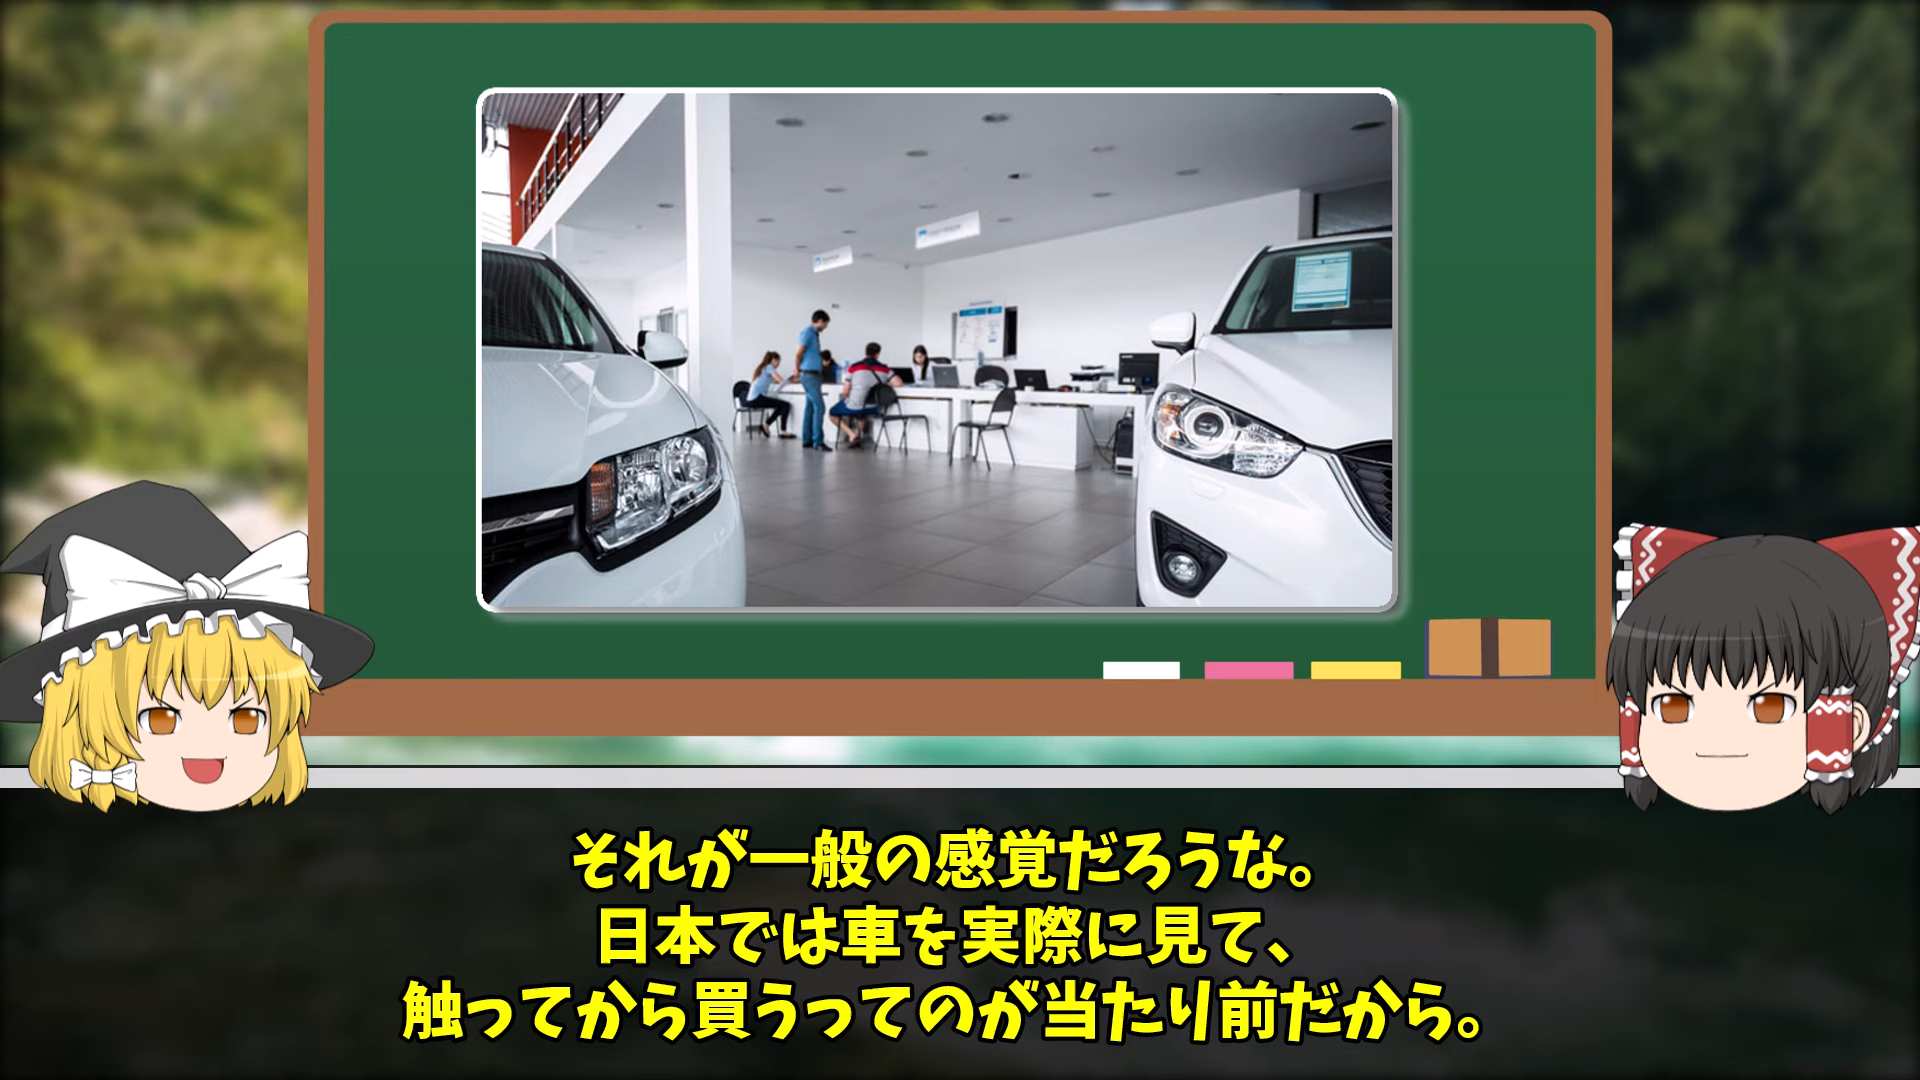 それが一般の感覚だろうな。
日本では車を実際に見て、
触ってから買うってのが当たり前だから。